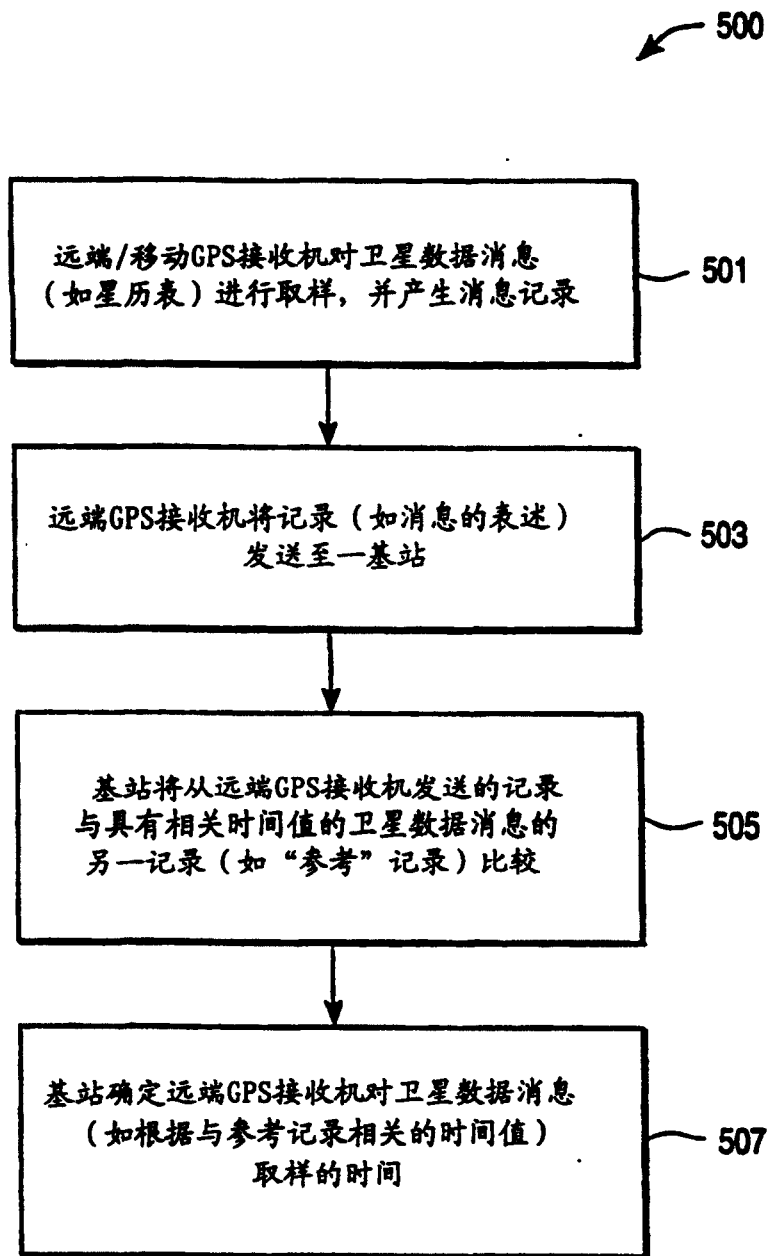 500
远端/移动GPS接收机对卫星数据消息
（如星历表）进行取样，并产生消息记录
501
远端GPS接收机将记录（如消息的表述）
发送至一基站
503
基站将从远端GPS接收机发送的记录
与具有相关时间值的卫星数据消息的
另一记录（如“参考”记录）比较
505
基站确定远端GPS接收机对卫星数据消息
（如根据与参考记录相关的时间值）
取样的时间
507